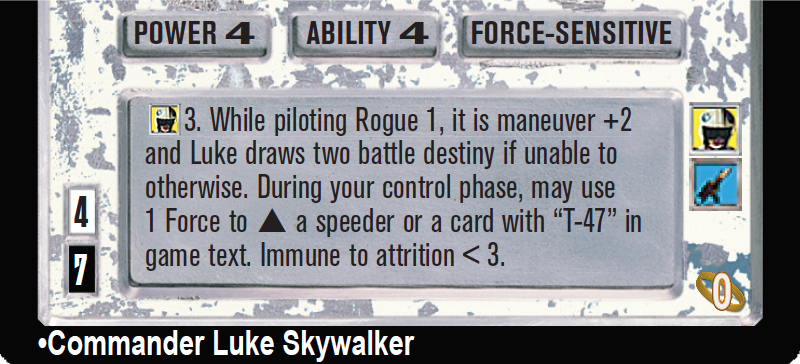 POWER 4 ABILITY 4 FORCE-SENSITIVE
3. While piloting Rogue 1, it is maneuver +2
and Luke draws two battle destiny if unable to
otherwise. During your control phase, may use
1 Force to ▲ a speeder or a card with “T-47” in
game text. Immune to attrition < 3.
4
7
0
•Commander Luke Skywalker